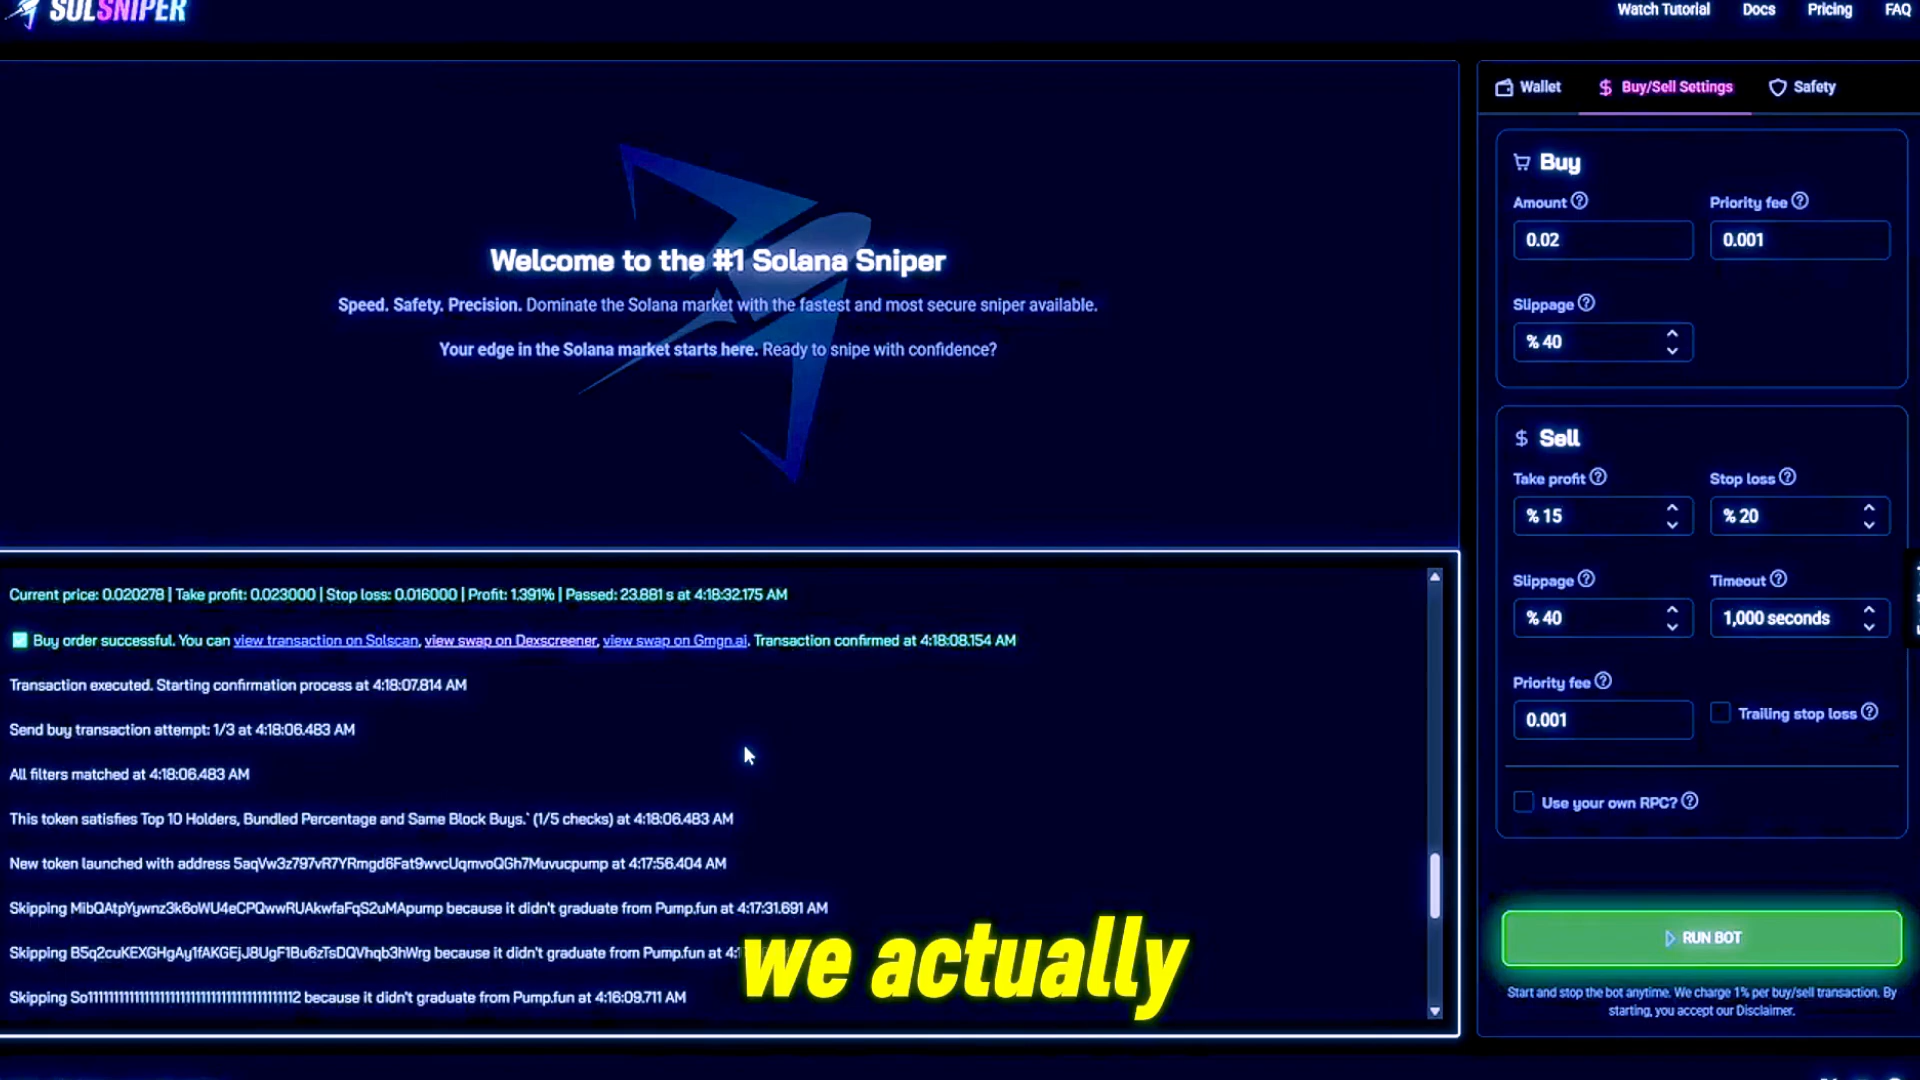 SOLSNIPER
Watch Tutorial Docs Pricing FAQ
Wallet Buy/Sell Settings Safety
Welcome to the #1 Solana Sniper
Speed. Safety. Precision. Dominate the Solana market with the fastest and most secure sniper available.
Your edge in the Solana market starts here. Ready to snipe with confidence?
Buy
Amount Priority fee
0.02 0.001
Slippage
% 40
Sell
Take profit Stop loss
% 15 % 20
Slippage Timeout
% 40 1,000 seconds
Priority fee
0.001 Trailing stop loss
Use your own RPC?
RUN BOT
Start and stop the bot anytime. We charge 1% per buy/sell transaction. By
starting, you accept our Disclaimer.
Current price: 0.020278 | Take profit: 0.023000 | Stop loss: 0.016000 | Profit: 1.391% | Passed: 23.881 s at 4:18:32.175 AM
Buy order successful. You can view transaction on Solscan, view swap on Dexscreener, view swap on Gmgn.ai. Transaction confirmed at 4:18:08.154 AM
Transaction executed. Starting confirmation process at 4:18:07.814 AM
Send buy transaction attempt: 1/3 at 4:18:06.483 AM
All filters matched at 4:18:06.483 AM
This token satisfies Top 10 Holders, Bundled Percentage and Same Block Buys.` (1/5 checks) at 4:18:06.483 AM
New token launched with address 5aqVw3z797vR7YRmgd6Fat9wvcUqmvoQGh7Muvucpump at 4:17:56.404 AM
Skipping MibQAtpYywnz3k6oWU4eCPQwwRUAkwfaFqS2uMApump because it didn't graduate from Pump.fun at 4:17:31.691 AM
Skipping B5q2cuKEXGHgAy1fAKGEjJ8UgF1Bu6zTsDQVhqb3hWrg because it didn't graduate from Pump.fun at
Skipping So11111111111111111111111111111111111111112 because it didn't graduate from Pump.fun at 4:16:09.711 AM
we actually